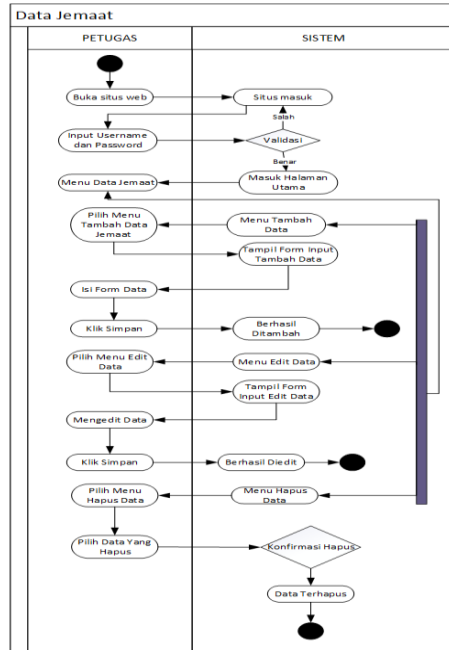 Data Jemaat
PETUGAS
SISTEM
Buka situs web
Situs masuk
Salah
Input Username
dan Password
Validasi
Benar
Menu Data Jemaat
Masuk Halaman
Utama
Pilih Menu
Tambah Data
Jemaat
Menu Tambah
Data
Tampil Form Input
Tambah Data
Isi Form Data
Klik Simpan
Berhasil
Ditambah
Pilih Menu Edit
Data
Menu Edit Data
Tampil Form
Input Edit Data
Mengedit Data
Klik Simpan
Berhasil Diedit
Pilih Menu
Hapus Data
Menu Hapus
Data
Pilih Data Yang
Hapus
Konfirmasi Hapus
Data Terhapus